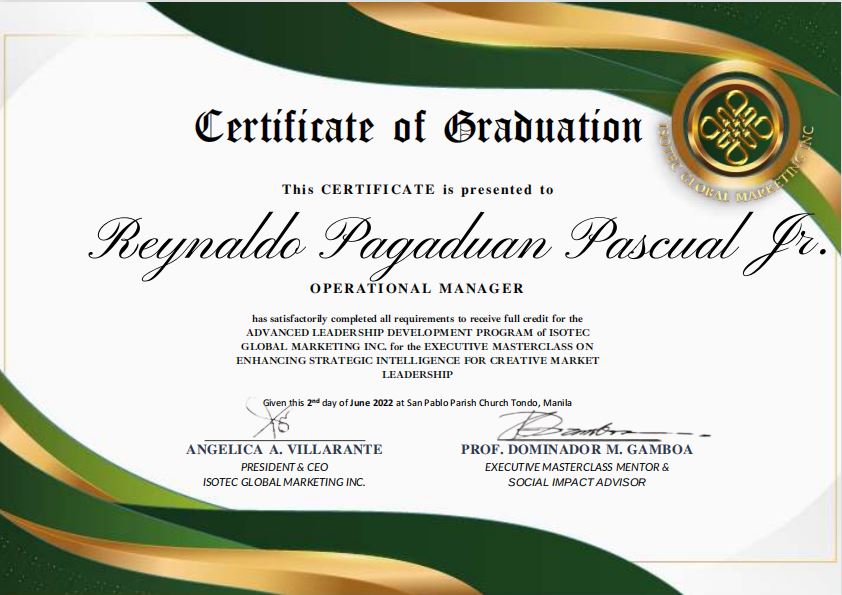 Certificate of Graduation
ISOTEC GLOBAL MARKETING INC
This CERTIFICATE is presented to
Reynaldo Pagaduan Pascual Jr.
OPERATIONAL MANAGER
has satisfactorily completed all requirements to receive full credit for the
ADVANCED LEADERSHIP DEVELOPMENT PROGRAM of ISOTEC
GLOBAL MARKETING INC. for the EXECUTIVE MASTERCLASS ON
ENHANCING STRATEGIC INTELLIGENCE FOR CREATIVE MARKET
LEADERSHIP
Given this 2nd day of June 2022 at San Pablo Parish Church Tondo, Manila
ANGELICA A. VILLARANTE
PRESIDENT & CEO
ISOTEC GLOBAL MARKETING INC.
PROF. DOMINADOR M. GAMBOA
EXECUTIVE MASTERCLASS MENTOR &
SOCIAL IMPACT ADVISOR